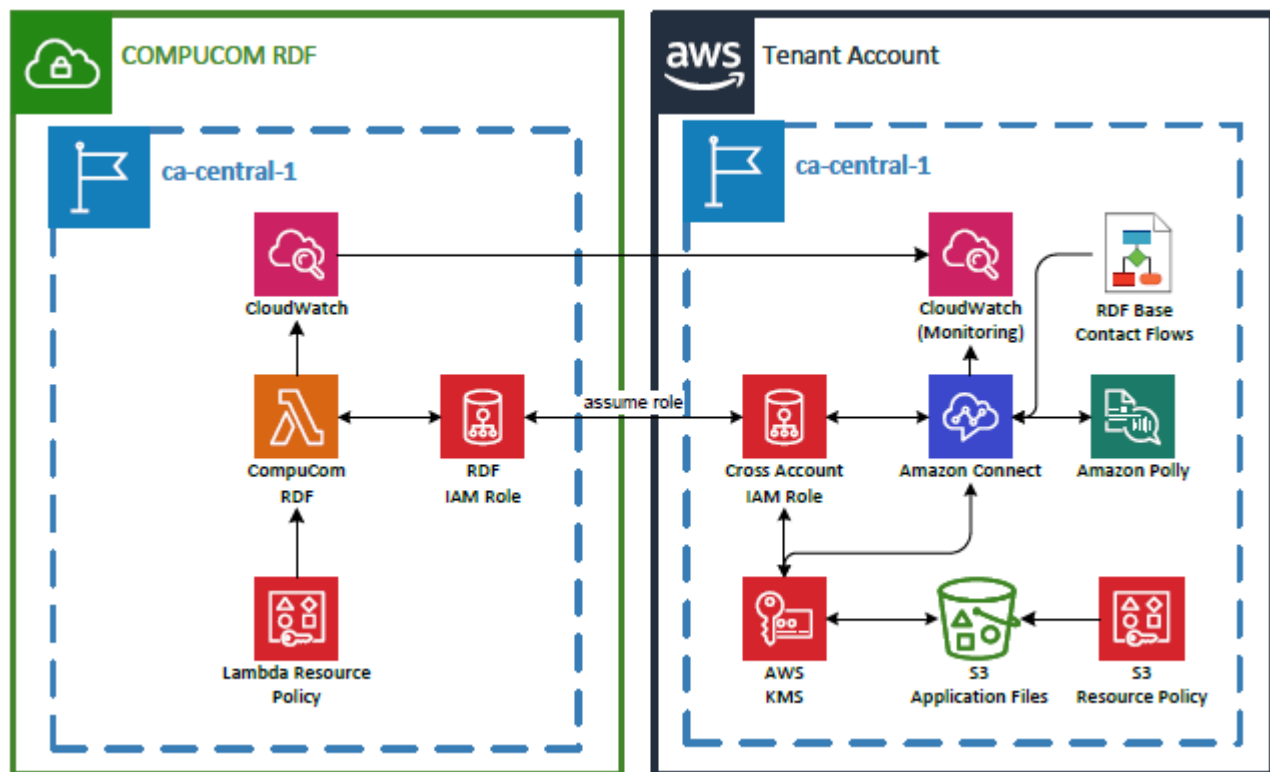 COMPUCOM RDF
aws
Tenant Account
ca-central-1
ca-central-1
CloudWatch
CloudWatch
(Monitoring)
RDF Base
Contact Flows
assume role
CompuCom
RDF
RDF
IAM Role
Cross Account
IAM Role
Amazon Connect
Amazon Polly
Lambda Resource
Policy
AWS
KMS
S3
Application Files
S3
Resource Policy